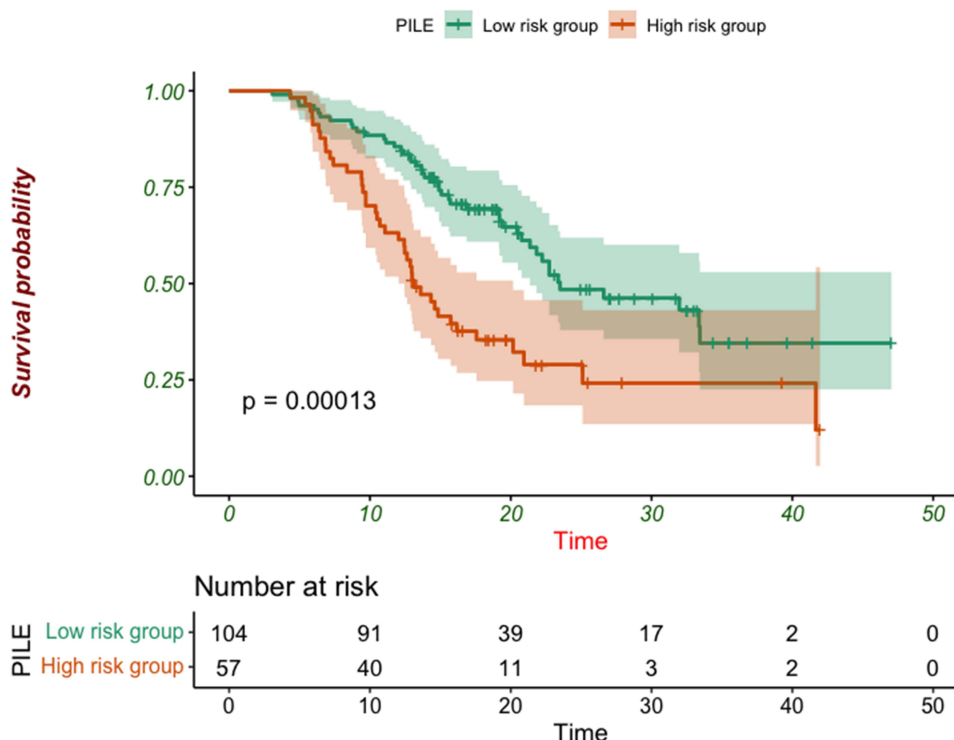 PILE Low risk group High risk group
Survival probability
1.00
0.75
0.50
0.25
0.00
p = 0.00013
0 10 20 30 40 50
Time
Number at risk
PILE
Low risk group 104 91 39 17 2 0
High risk group 57 40 11 3 2 0
0 10 20 30 40 50
Time